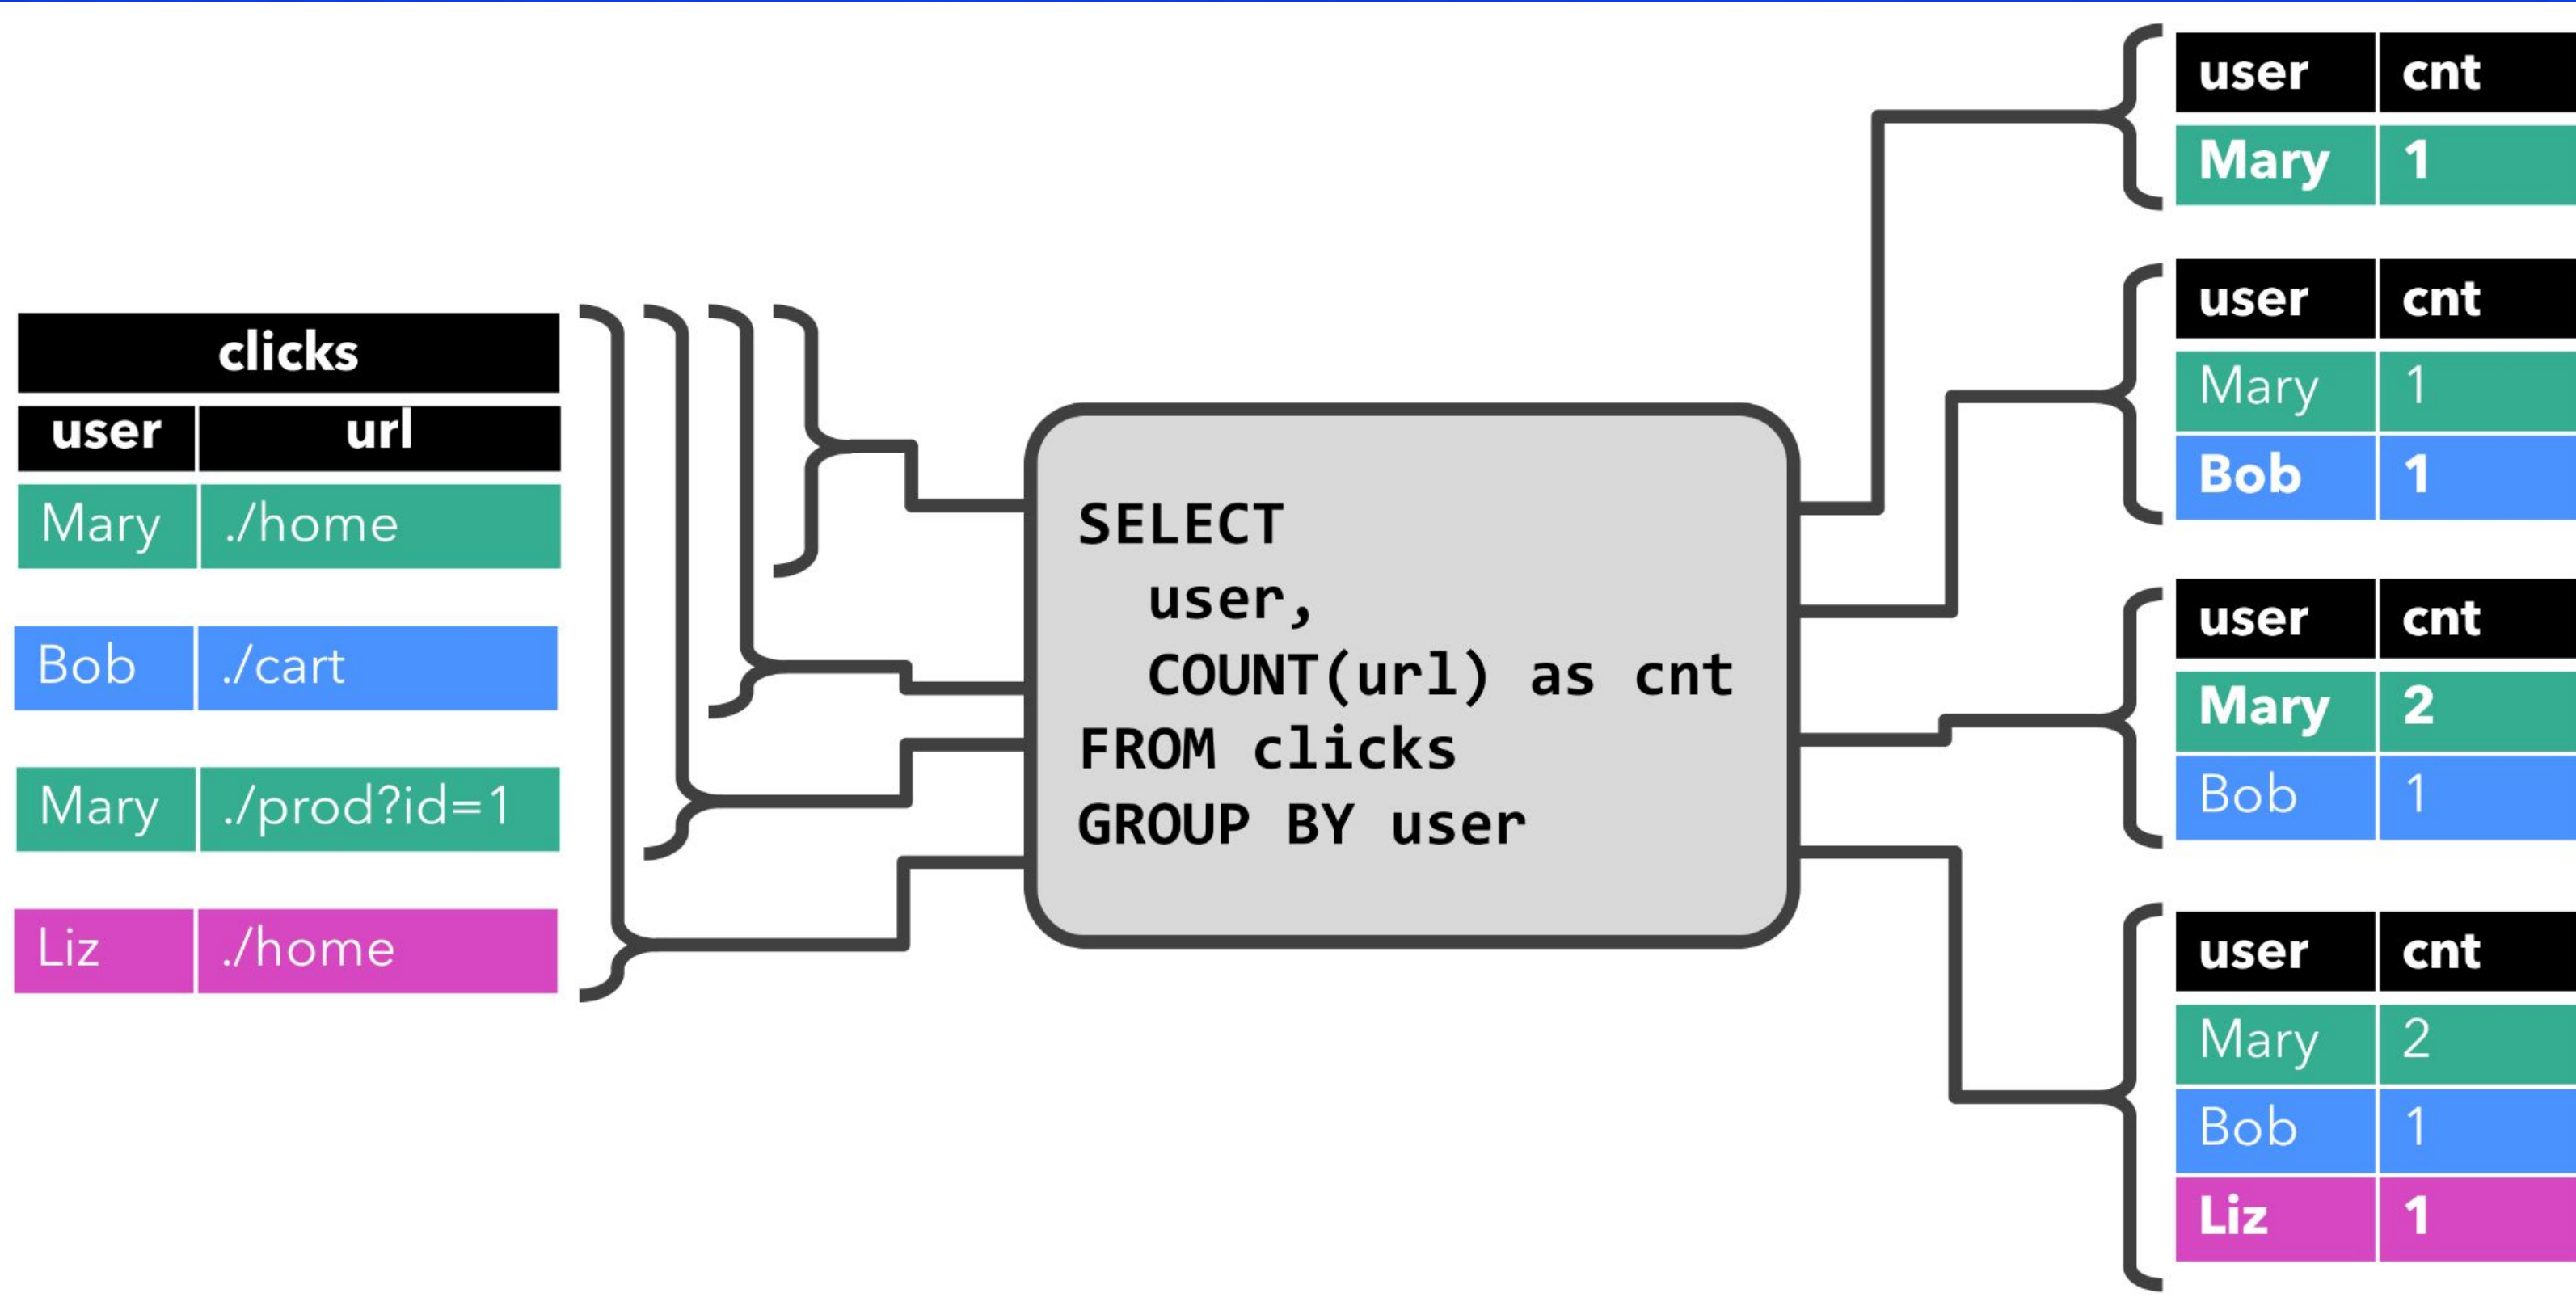 clicks
user url
Mary ./home
Bob ./cart
Mary ./prod?id=1
Liz ./home
SELECT
user,
COUNT(url) as cnt
FROM clicks
GROUP BY user
user cnt
Mary 1
user cnt
Mary 1
Bob 1
user cnt
Mary 2
Bob 1
user cnt
Mary 2
Bob 1
Liz 1